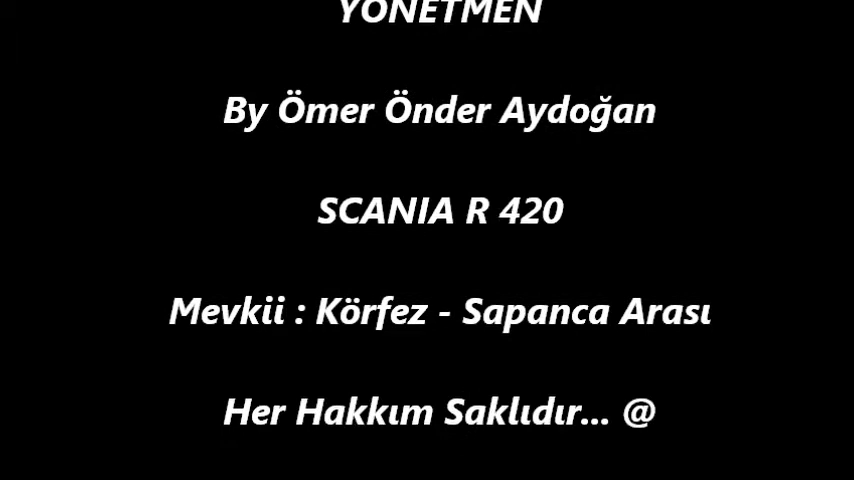 YÖNETMEN
By Ömer Önder Aydoğan
SCANIA R 420
Mevkii : Körfez - Sapanca Arası
Her Hakkım Saklıdır... @